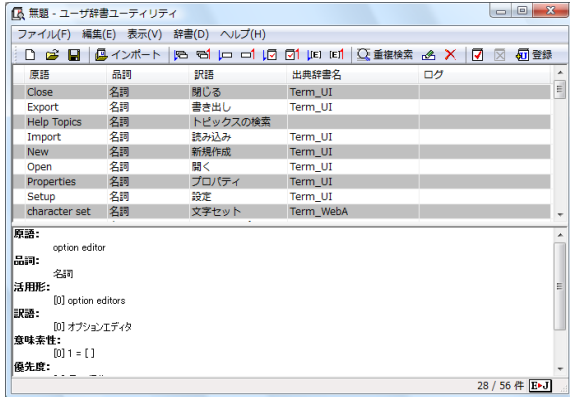 無題 - ユーザ辞書ユーティリティ
ファイル(F) 編集(E) 表示(V) 辞書(D) ヘルプ(H)
インポート 重複検索 登録
原語 品詞 訳語 出典辞書名 ログ
Close 名詞 閉じる Term_UI
Export 名詞 書き出し Term_UI
Help Topics 名詞 トピックスの検索
Import 名詞 読み込み Term_UI
New 名詞 新規作成 Term_UI
Open 名詞 開く Term_UI
Properties 名詞 プロパティ Term_UI
Setup 名詞 設定 Term_UI
character set 名詞 文字セット Term_WebA
原語:
option editor
品詞:
名詞
活用形:
[0] option editors
訳語:
[0] オプションエディタ
意味素性:
[0] 1 = [ ]
優先度:
28 / 56 件 E▸J